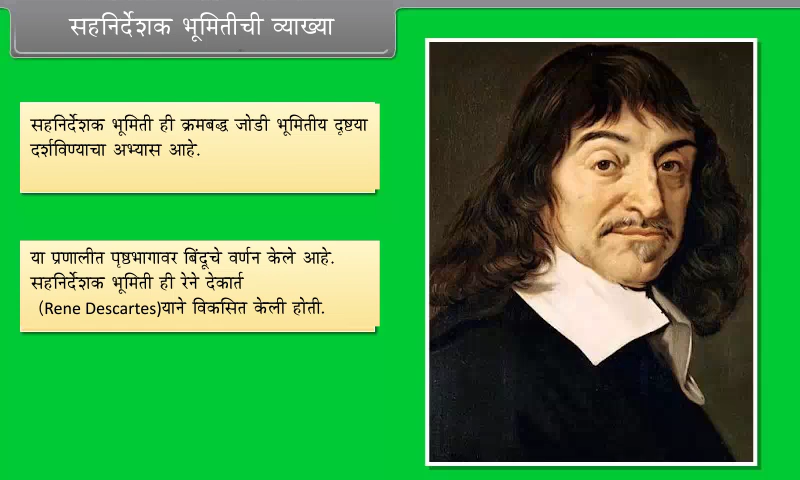 सहनिर्देशक भूमितीची व्याख्या
सहनिर्देशक भूमिती ही क्रमबद्ध जोडी भूमितीय दृष्टया
दर्शविण्याचा अभ्यास आहे.
या प्रणालीत पृष्ठभागावर बिंदूचे वर्णन केले आहे.
सहनिर्देशक भूमिती ही रेने देकार्त
(Rene Descartes)याने विकसित केली होती.